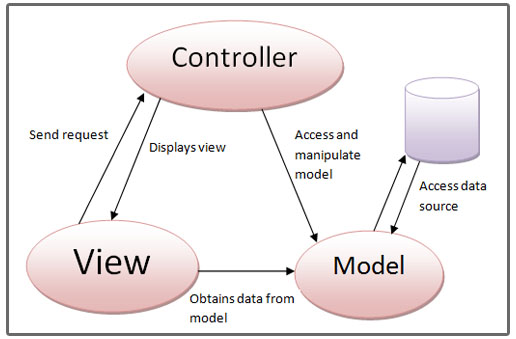 Controller
Send request
Displays view
Access and
manipulate
model
Access data
source
View
Model
Obtains data from
model